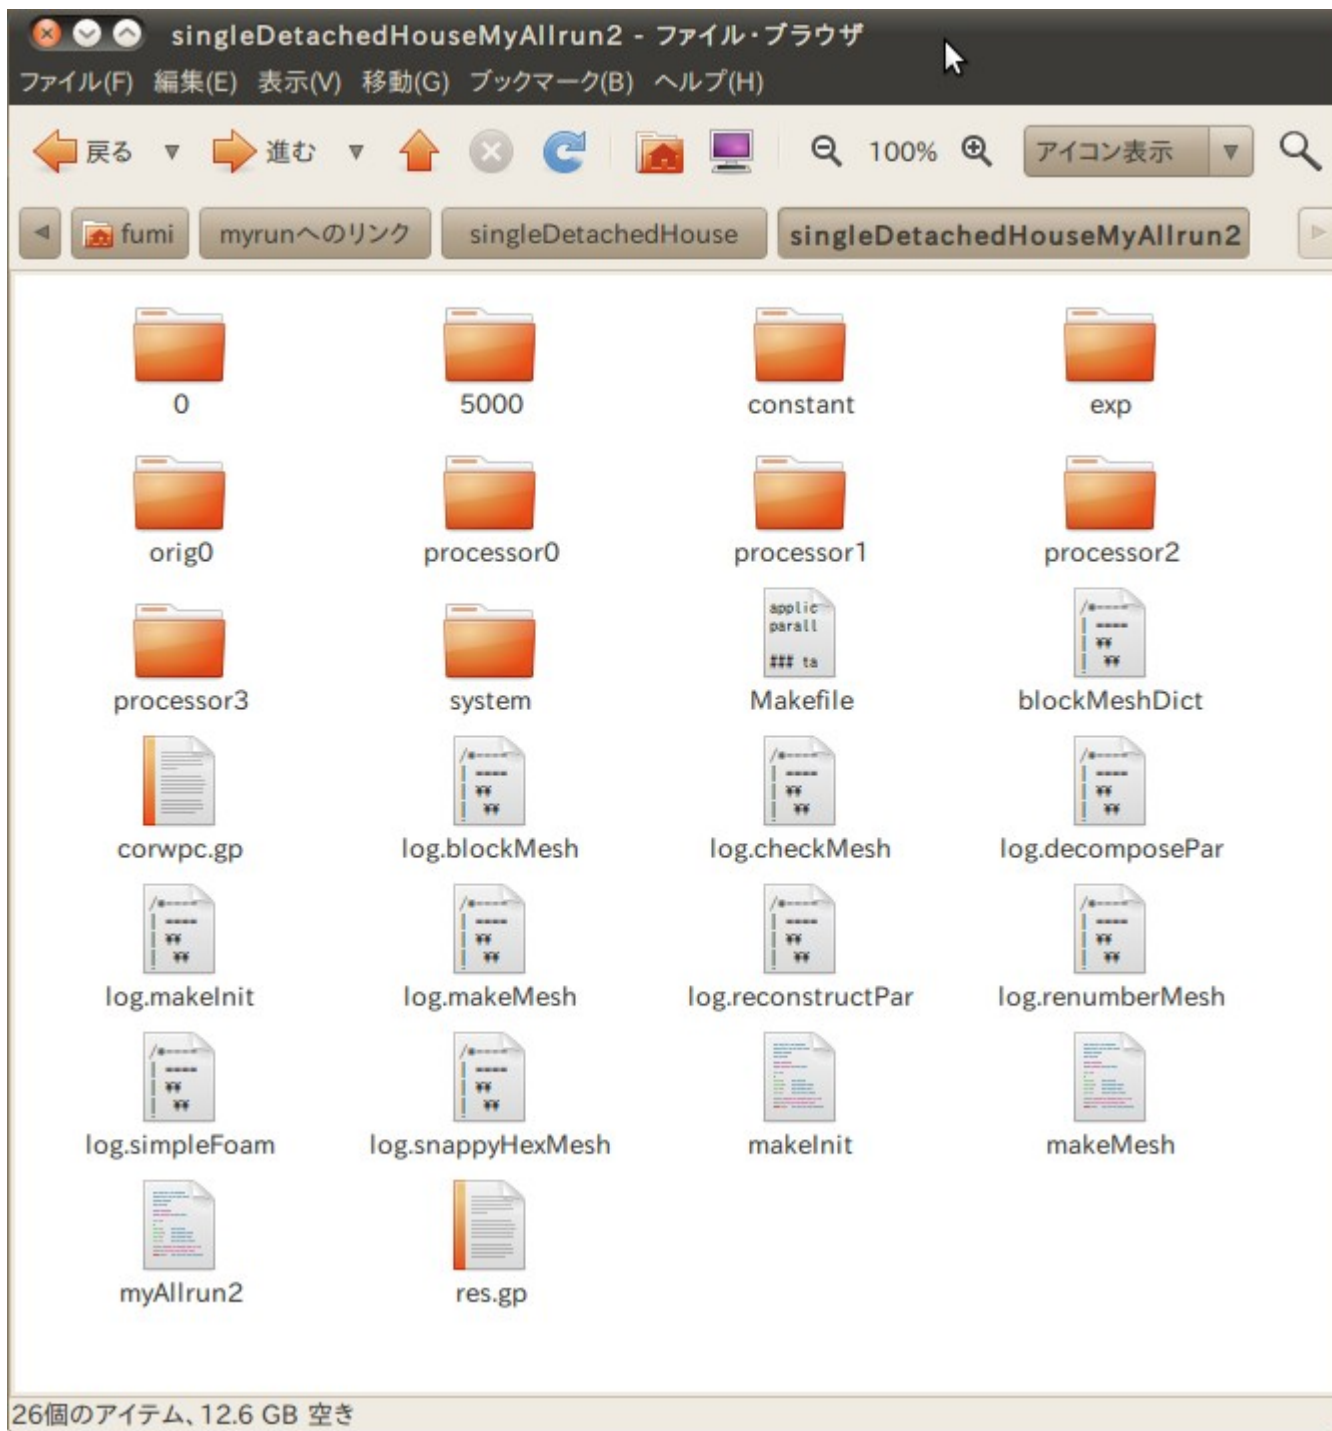 singleDetachedHouseMyAllrun2 - ファイル・ブラウザ
ファイル(F) 編集(E) 表示(V) 移動(G) ブックマーク(B) ヘルプ(H)
戻る 進む 100% アイコン表示
fumi myrunへのリンク singleDetachedHouse singleDetachedHouseMyAllrun2
0 5000 constant exp
orig0 processor0 processor1 processor2
applic
parall
### ta
processor3 system Makefile blockMeshDict
corwpc.gp log.blockMesh log.checkMesh log.decomposePar
log.makeInit log.makeMesh log.reconstructPar log.renumberMesh
log.simpleFoam log.snappyHexMesh makeInit makeMesh
myAllrun2 res.gp
26個のアイテム、12.6 GB 空き